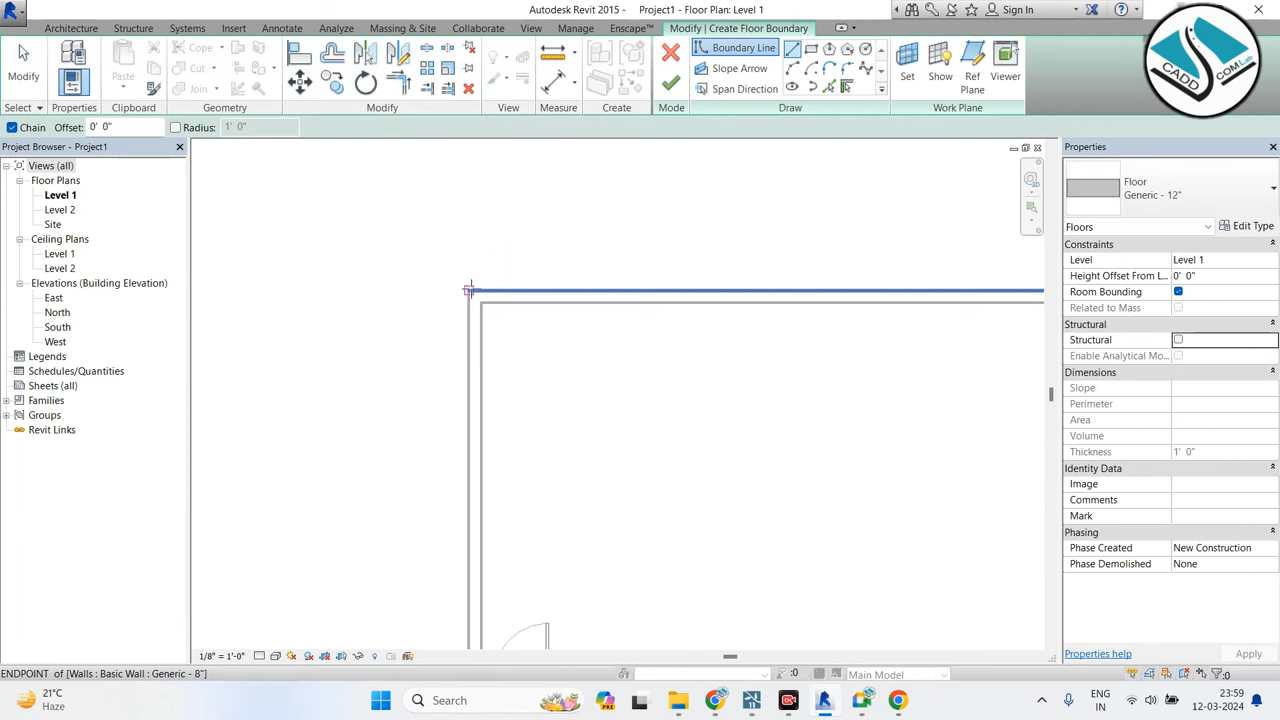 Autodesk Revit 2015 - Project1 - Floor Plan: Level 1
Sign In
Architecture Structure Systems Insert Annotate Analyze Massing & Site Collaborate View Manage Enscape™ Modify | Create Floor Boundary
Modify
Paste
Cope
Cut
Join
Boundary Line
Slope Arrow
Span Direction
Set
Show
Ref
Plane
Viewer
Select Properties Clipboard Geometry Modify View Measure Create Mode Draw Work Plane
CADD
COM Lab
Chain Offset: 0' 0" Radius: 1' 0"
Project Browser - Project1
Views (all)
Floor Plans
Level 1
Level 2
Site
Ceiling Plans
Level 1
Level 2
Elevations (Building Elevation)
East
North
South
West
Legends
Schedules/Quantities
Sheets (all)
Families
Groups
Revit Links
2D
Properties
Floor
Generic - 12"
Floors
Edit Type
Constraints
Level Level 1
Height Offset From L... 0' 0"
Room Bounding
Related to Mass
Structural
Structural
Enable Analytical Mo...
Dimensions
Slope
Perimeter
Area
Volume
Thickness 1' 0"
Identity Data
Image
Comments
Mark
Phasing
Phase Created New Construction
Phase Demolished None
Properties help Apply
1/8" = 1'-0"
ENDPOINT of [Walls : Basic Wall : Generic - 8"]
:0 Main Model :0
21°C
Haze
Search
PRE
ENG
IN
23:59
12-03-2024